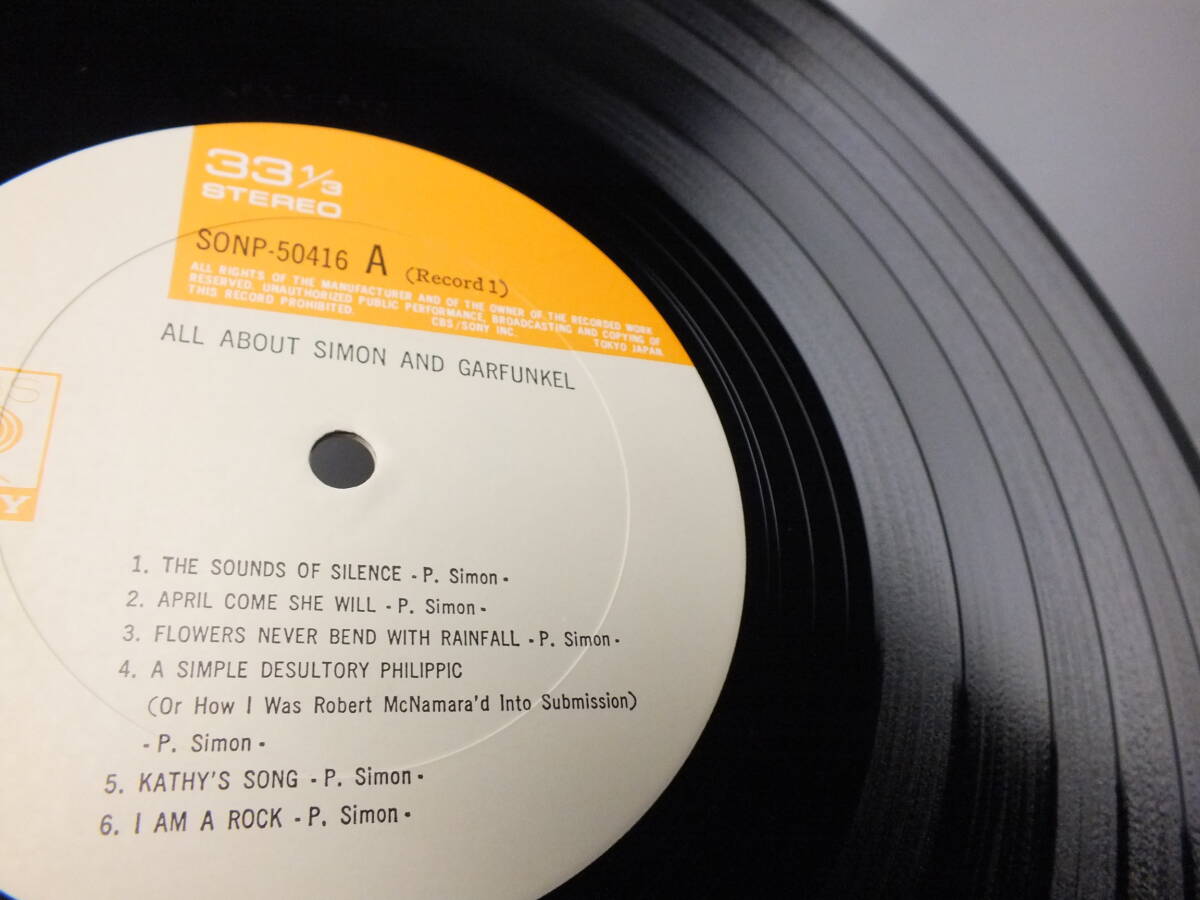 33 1/3
STEREO
SONP-50416 A (Record 1)
ALL RIGHTS OF THE MANUFACTURER AND OF THE OWNER OF THE RECORDED WORK
RESERVED. UNAUTHORIZED PUBLIC PERFORMANCE, BROADCASTING AND COPYING OF
THIS RECORD PROHIBITED. CBS/SONY INC. TOKYO JAPAN.
ALL ABOUT SIMON AND GARFUNKEL
1. THE SOUNDS OF SILENCE - P. Simon -
2. APRIL COME SHE WILL - P. Simon -
3. FLOWERS NEVER BEND WITH RAINFALL - P. Simon -
4. A SIMPLE DESULTORY PHILIPPIC
(Or How I Was Robert McNamara'd Into Submission)
- P. Simon -
5. KATHY'S SONG - P. Simon -
6. I AM A ROCK - P. Simon -